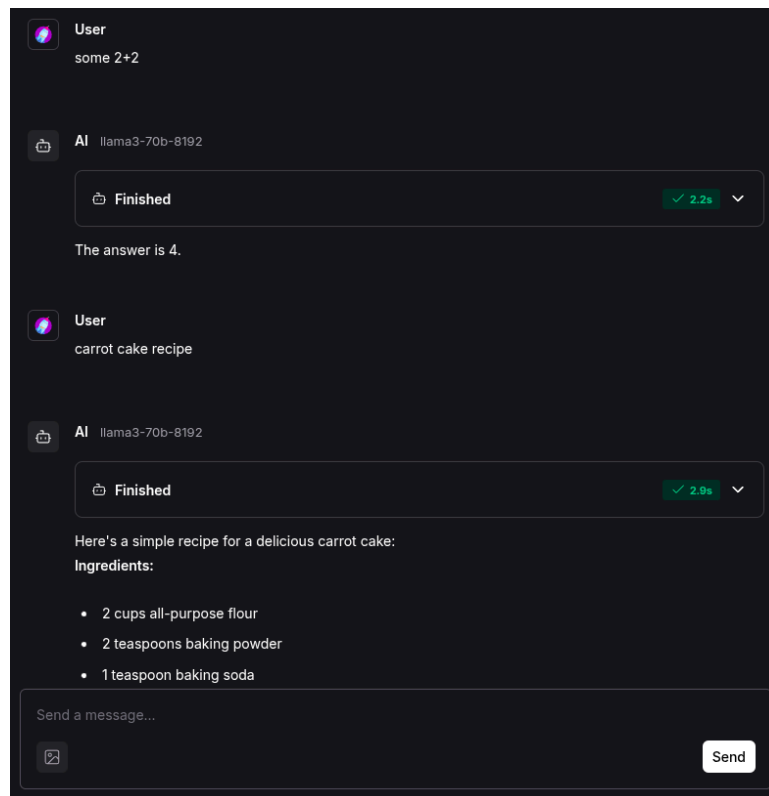 User
some 2+2
AI llama3-70b-8192
Finished 2.2s
The answer is 4.
User
carrot cake recipe
AI llama3-70b-8192
Finished 2.9s
Here's a simple recipe for a delicious carrot cake:
Ingredients:
• 2 cups all-purpose flour
• 2 teaspoons baking powder
• 1 teaspoon baking soda
Send a message...
Send